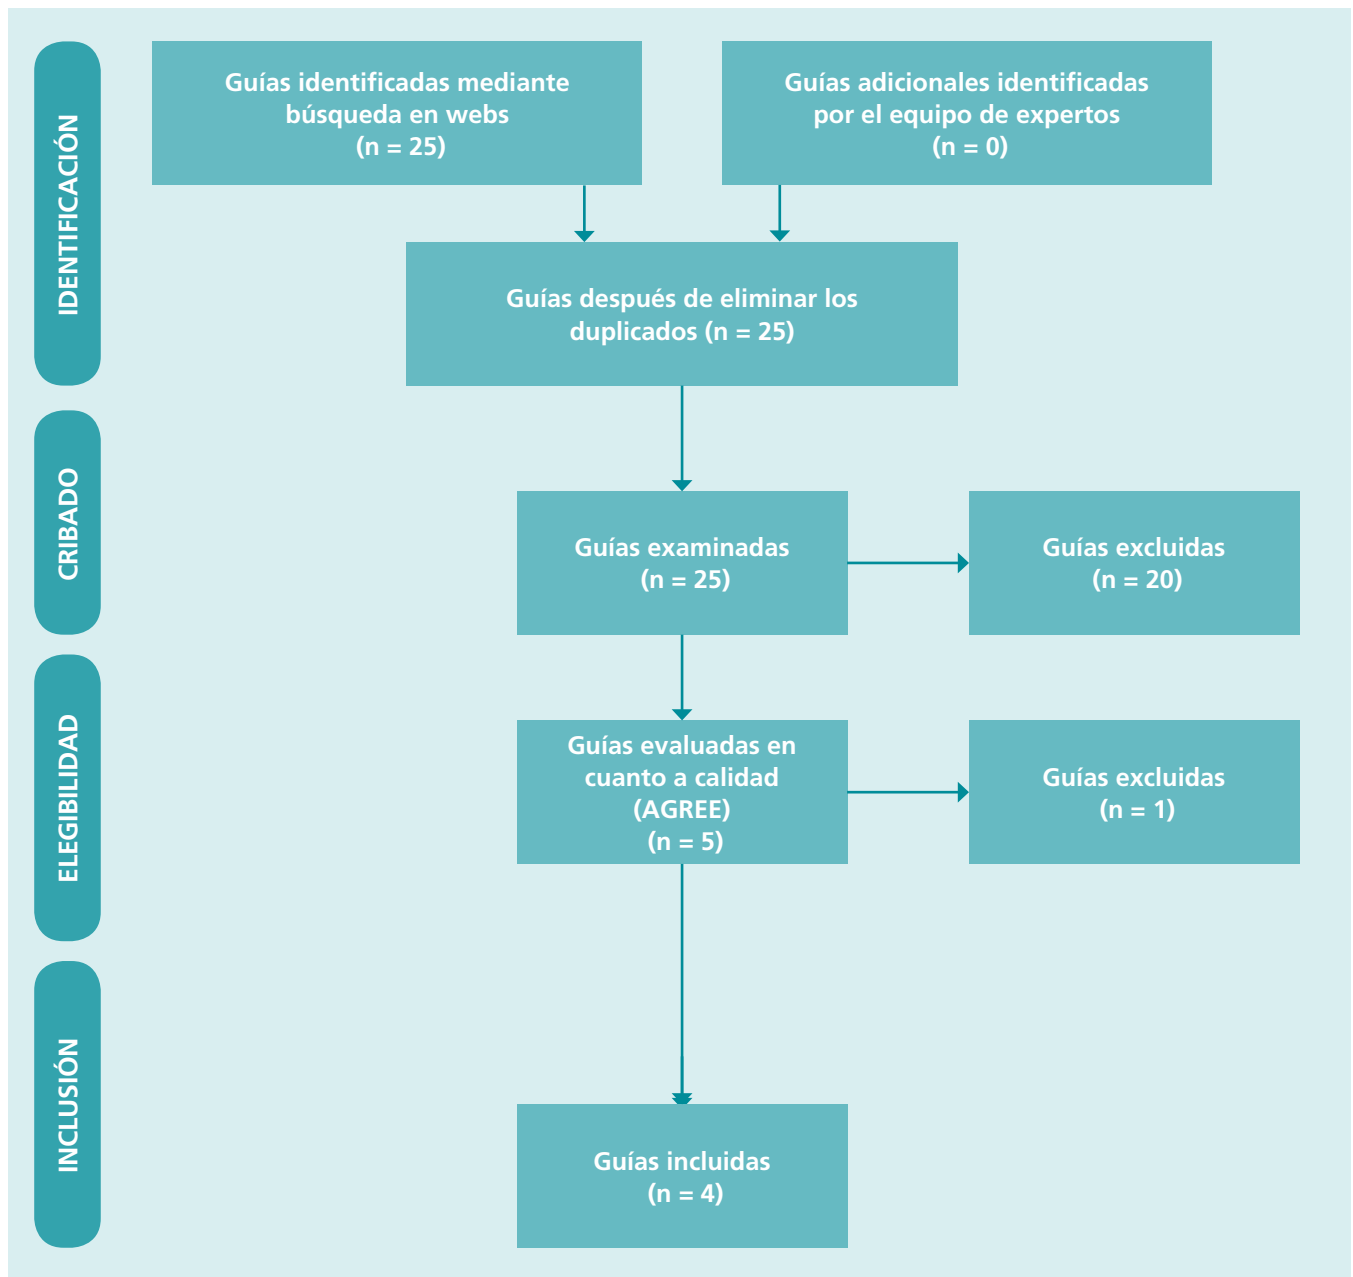 IDENTIFICACIÓN
Guías identificadas mediante
búsqueda en webs
(n = 25)
Guías adicionales identificadas
por el equipo de expertos
(n = 0)
Guías después de eliminar los
duplicados (n = 25)
CRIBADO
Guías examinadas
(n = 25)
Guías excluidas
(n = 20)
ELEGIBILIDAD
Guías evaluadas en
cuanto a calidad
(AGREE)
(n = 5)
Guías excluidas
(n = 1)
INCLUSIÓN
Guías incluidas
(n = 4)